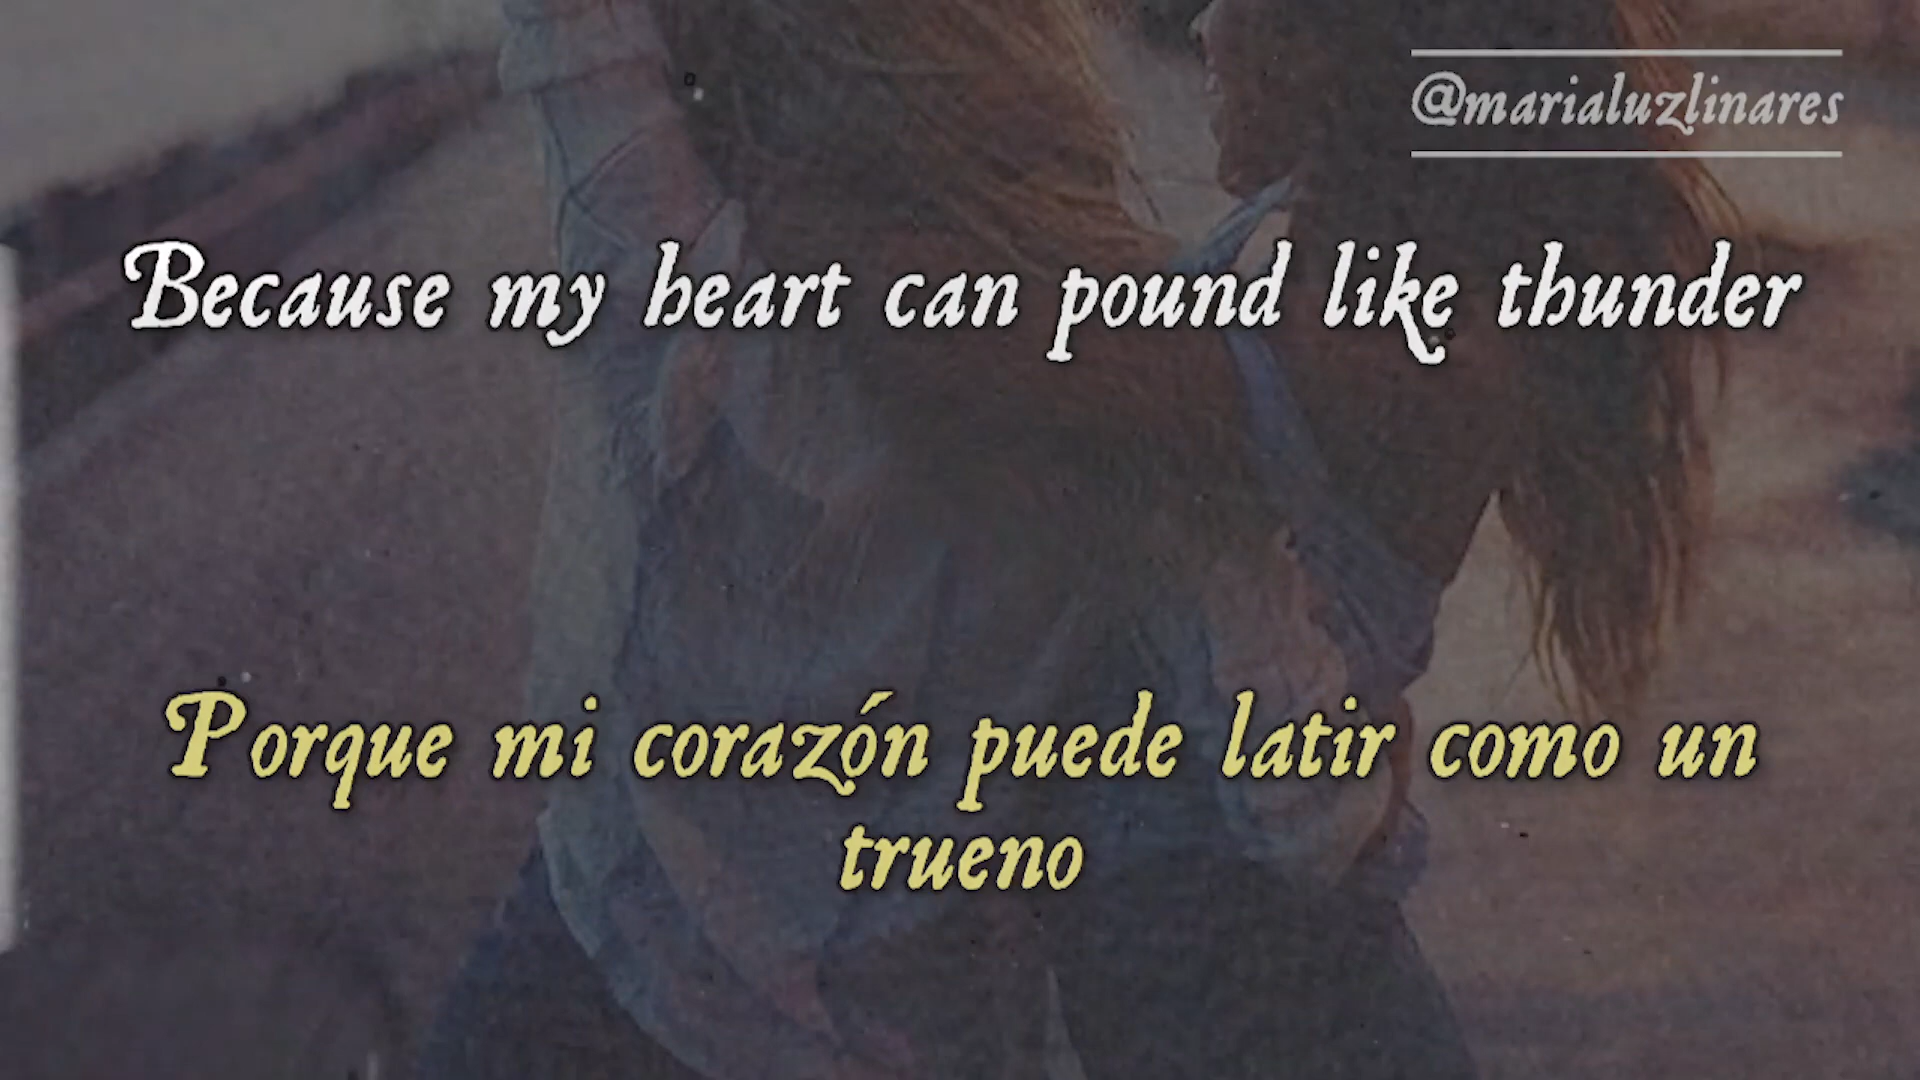 @marialuzlinares
Because my heart can pound like thunder
Porque mi corazón puede latir como un
trueno